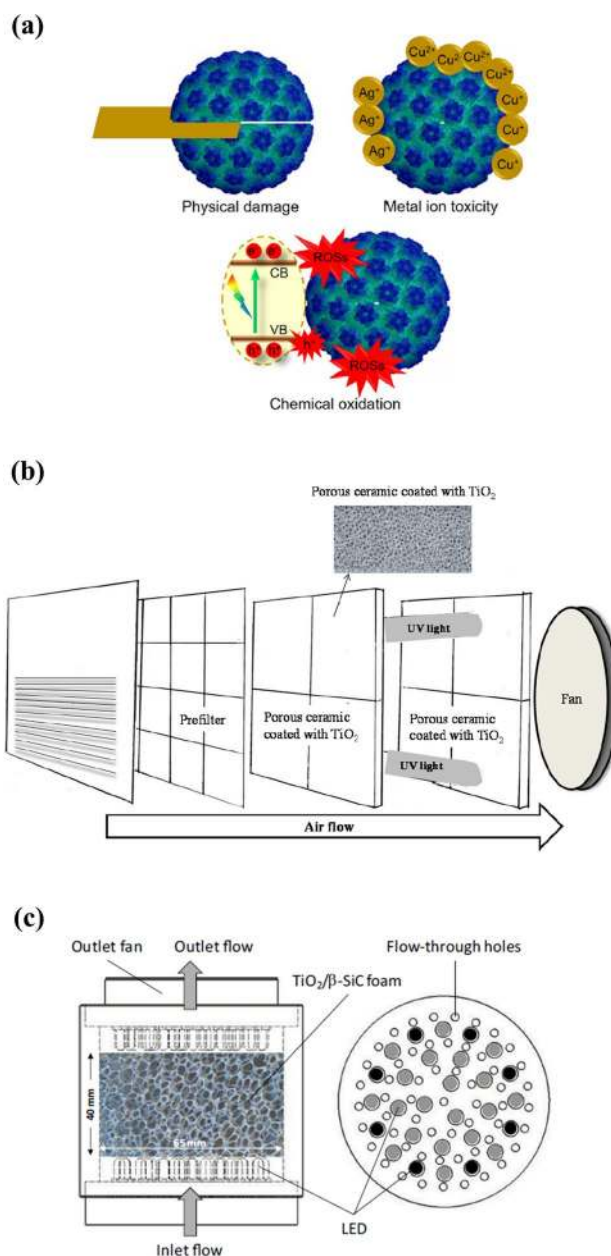 (a)
Cu2+
Cu2
Cu2+
Cu2+
Cu2+
Cu+
Cu+
Cu+
Ag+
Ag+
Ag+
Physical damage
Metal ion toxicity
e- e-
ROSs
CB
VB
h+
h+ h+
ROSs
Chemical oxidation
(b)
Porous ceramic coated with TiO2
UV light
Prefilter
Porous ceramic
coated with TiO2
Porous ceramic
coated with TiO2
UV light
Fan
Air flow
(c)
Outlet fan
Outlet flow
Flow-through holes
TiO2/β-SiC foam
40 mm
65mm
LED
Inlet flow